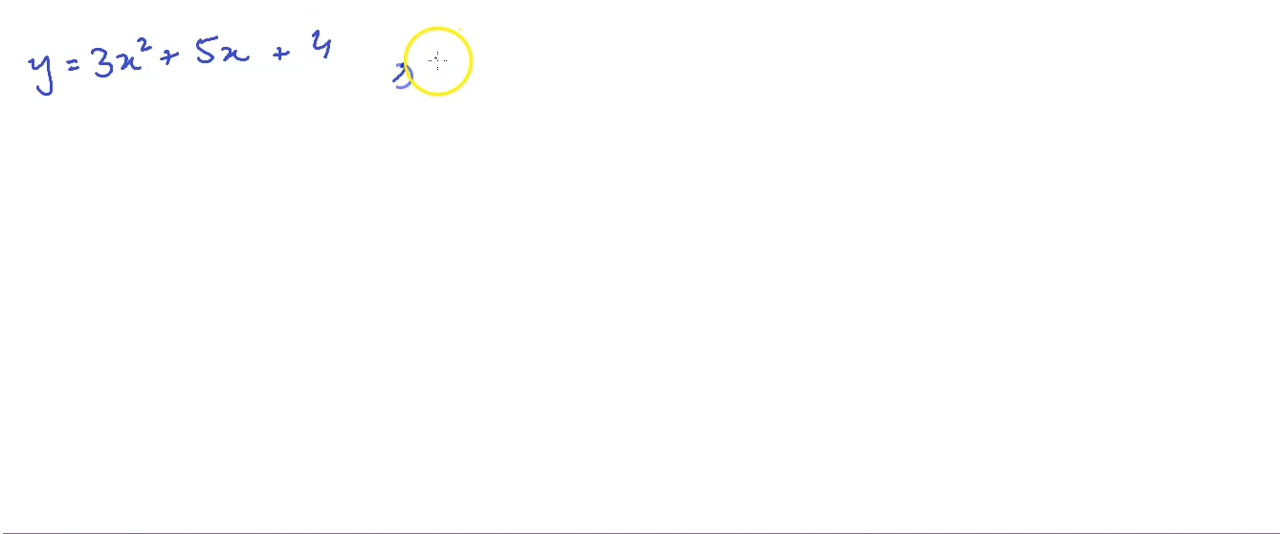 y = 3x² + 5x + 4